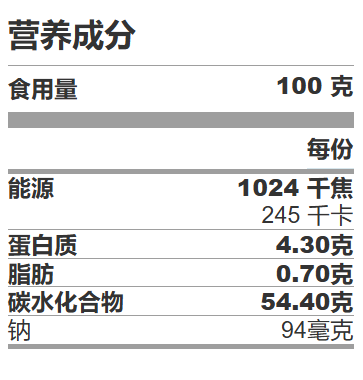 营养成分
食用量 100 克
每份
能源 1024 千焦
245 千卡
蛋白质 4.30克
脂肪 0.70克
碳水化合物 54.40克
钠 94毫克